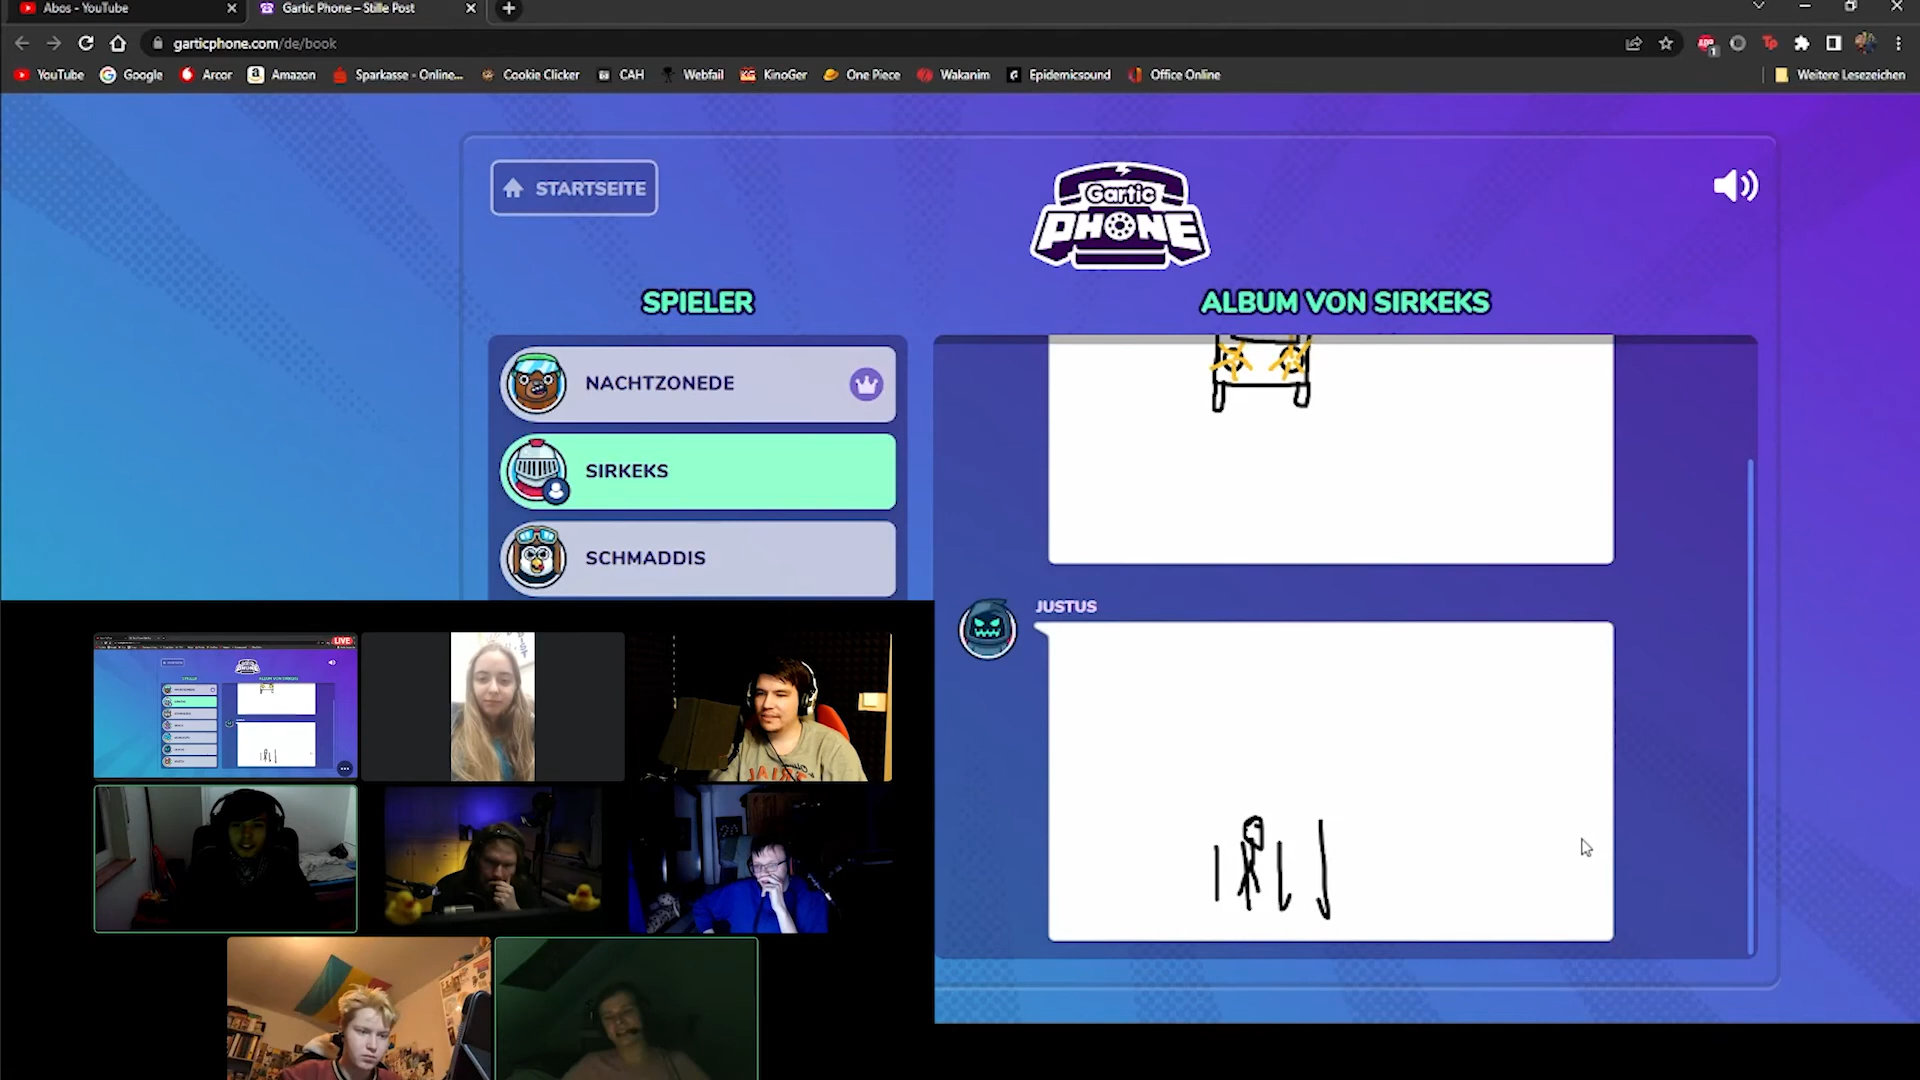 Abos - YouTube
Gartic Phone – Stille Post
garticphone.com/de/book
YouTube
Google
Arcor
Amazon
Sparkasse - Online...
Cookie Clicker
CAH
Webfail
KinoGer
One Piece
Wakanim
Epidemicsound
Office Online
Weitere Lesezeichen
STARTSEITE
Gartic
PHONE
SPIELER
ALBUM VON SIRKEKS
NACHTZONEDE
SIRKEKS
SCHMADDIS
JUSTUS
LIVE